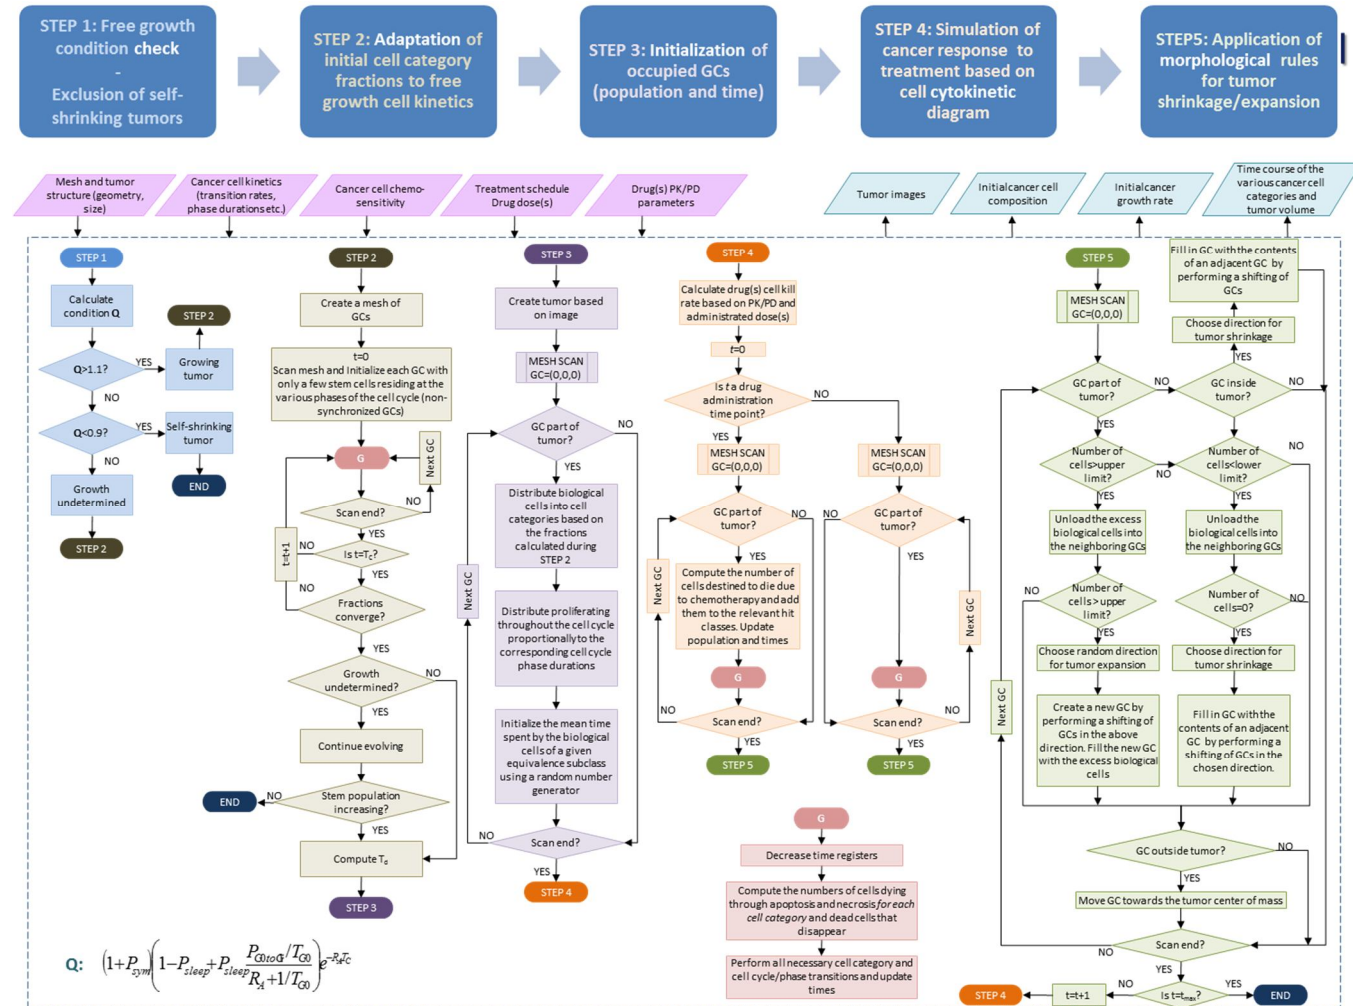 STEP 1: Free growth
condition check
-
Exclusion of self-
shrinking tumors
STEP 2: Adaptation of
initial cell category
fractions to free
growth cell kinetics
STEP 3: Initialization of
occupied GCs
(population and time)
STEP 4: Simulation of
cancer response to
treatment based on
cell cytokinetic
diagram
STEP5: Application of
morphological rules
for tumor
shrinkage/expansion
Mesh and tumor
structure (geometry,
size)
Cancer cell kinetics
(transition rates,
phase durations etc.)
Cancer cell chemo-
sensitivity
Treatment schedule
Drug dose(s)
Drug(s) PK/PD
parameters
Tumor images
Initial cancer cell
composition
Initial cancer
growth rate
Time course of the
various cancer cell
categories and
tumor volume
STEP 1
Calculate
condition Q
Q>1.1?
YES
Growing
tumor
STEP 2
NO
Q<0.9?
YES
Self-shrinking
tumor
END
NO
Growth
undetermined
STEP 2
STEP 2
Create a mesh of
GCs
t=0
Scan mesh and Initialize each GC with
only a few stem cells residing at the
various phases of the cell cycle (non-
synchronized GCs)
G
Next GC
Scan end?
NO
YES
Is t=Tc?
NO
t=t+1
YES
Fractions
converge?
NO
YES
Growth
undetermined?
NO
YES
Continue evolving
Stem population
increasing?
NO
END
YES
Compute Td
STEP 3
STEP 3
Create tumor based
on image
MESH SCAN
GC=(0,0,0)
GC part of
tumor?
NO
YES
Distribute biological
cells into cell
categories based on
the fractions
calculated during
STEP 2
Next GC
Distribute proliferating
throughout the cell cycle
proportionally to the
corresponding cell cycle
phase durations
Initialize the mean time
spent by the biological
cells of a given
equivalence subclass
using a random number
generator
Scan end?
NO
YES
STEP 4
STEP 4
Calculate drug(s) cell kill
rate based on PK/PD and
administrated dose(s)
t=0
Is t a drug
administration
time point?
NO
YES
MESH SCAN
GC=(0,0,0)
MESH SCAN
GC=(0,0,0)
GC part of
tumor?
NO
YES
Compute the number of
cells destined to die due
to chemotherapy and add
them to the relevant hit
classes. Update
population and times
Next GC
G
Scan end?
NO
YES
STEP 5
GC part of
tumor?
NO
YES
Next GC
G
Scan end?
NO
YES
STEP 5
G
Decrease time registers
Compute the numbers of cells dying
through apoptosis and necrosis for each
cell category and dead cells that
disappear
Perform all necessary cell category and
cell cycle/phase transitions and update
times
STEP 5
MESH SCAN
GC=(0,0,0)
Fill in GC with the contents
of an adjacent GC by
performing a shifting of
GCs
Choose direction for
tumor shrinkage
YES
GC part of
tumor?
NO
GC inside
tumor?
NO
YES
Number of
cells>upper
limit?
NO
Number of
cells<lower
limit?
NO
YES
YES
Unload the excess
biological cells into
the neighboring GCs
Unload the
biological cells into
the neighboring GCs
Number of
cells > upper
limit?
NO
Number of
cells=0?
NO
YES
YES
Choose random direction
for tumor expansion
Choose direction for
tumor shrinkage
Next GC
Create a new GC by
performing a shifting of
GCs in the above
direction. Fill the new GC
with the excess biological
cells
Fill in GC with the
contents of an adjacent
GC by performing a
shifting of GCs in the
chosen direction.
GC outside tumor?
NO
YES
Move GC towards the tumor center of mass
Scan end?
NO
YES
Is t=tmax?
YES
END
NO
t=t+1
STEP 4
Q: (1+Psym)(1−Psleep+Psleep (PG0toG1/TG0)/(RA+1/TG0))e^−RATC